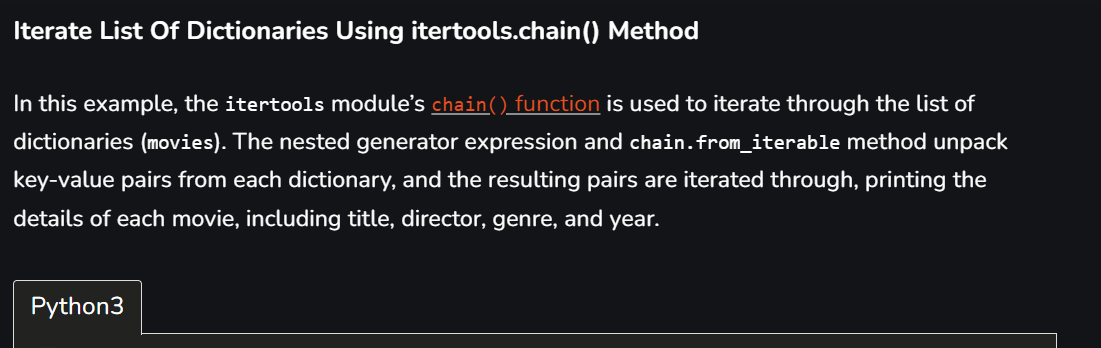 Iterate List Of Dictionaries Using itertools.chain() Method
In this example, the itertools module’s chain() function is used to iterate through the list of
dictionaries (movies). The nested generator expression and chain.from_iterable method unpack
key-value pairs from each dictionary, and the resulting pairs are iterated through, printing the
details of each movie, including title, director, genre, and year.
Python3